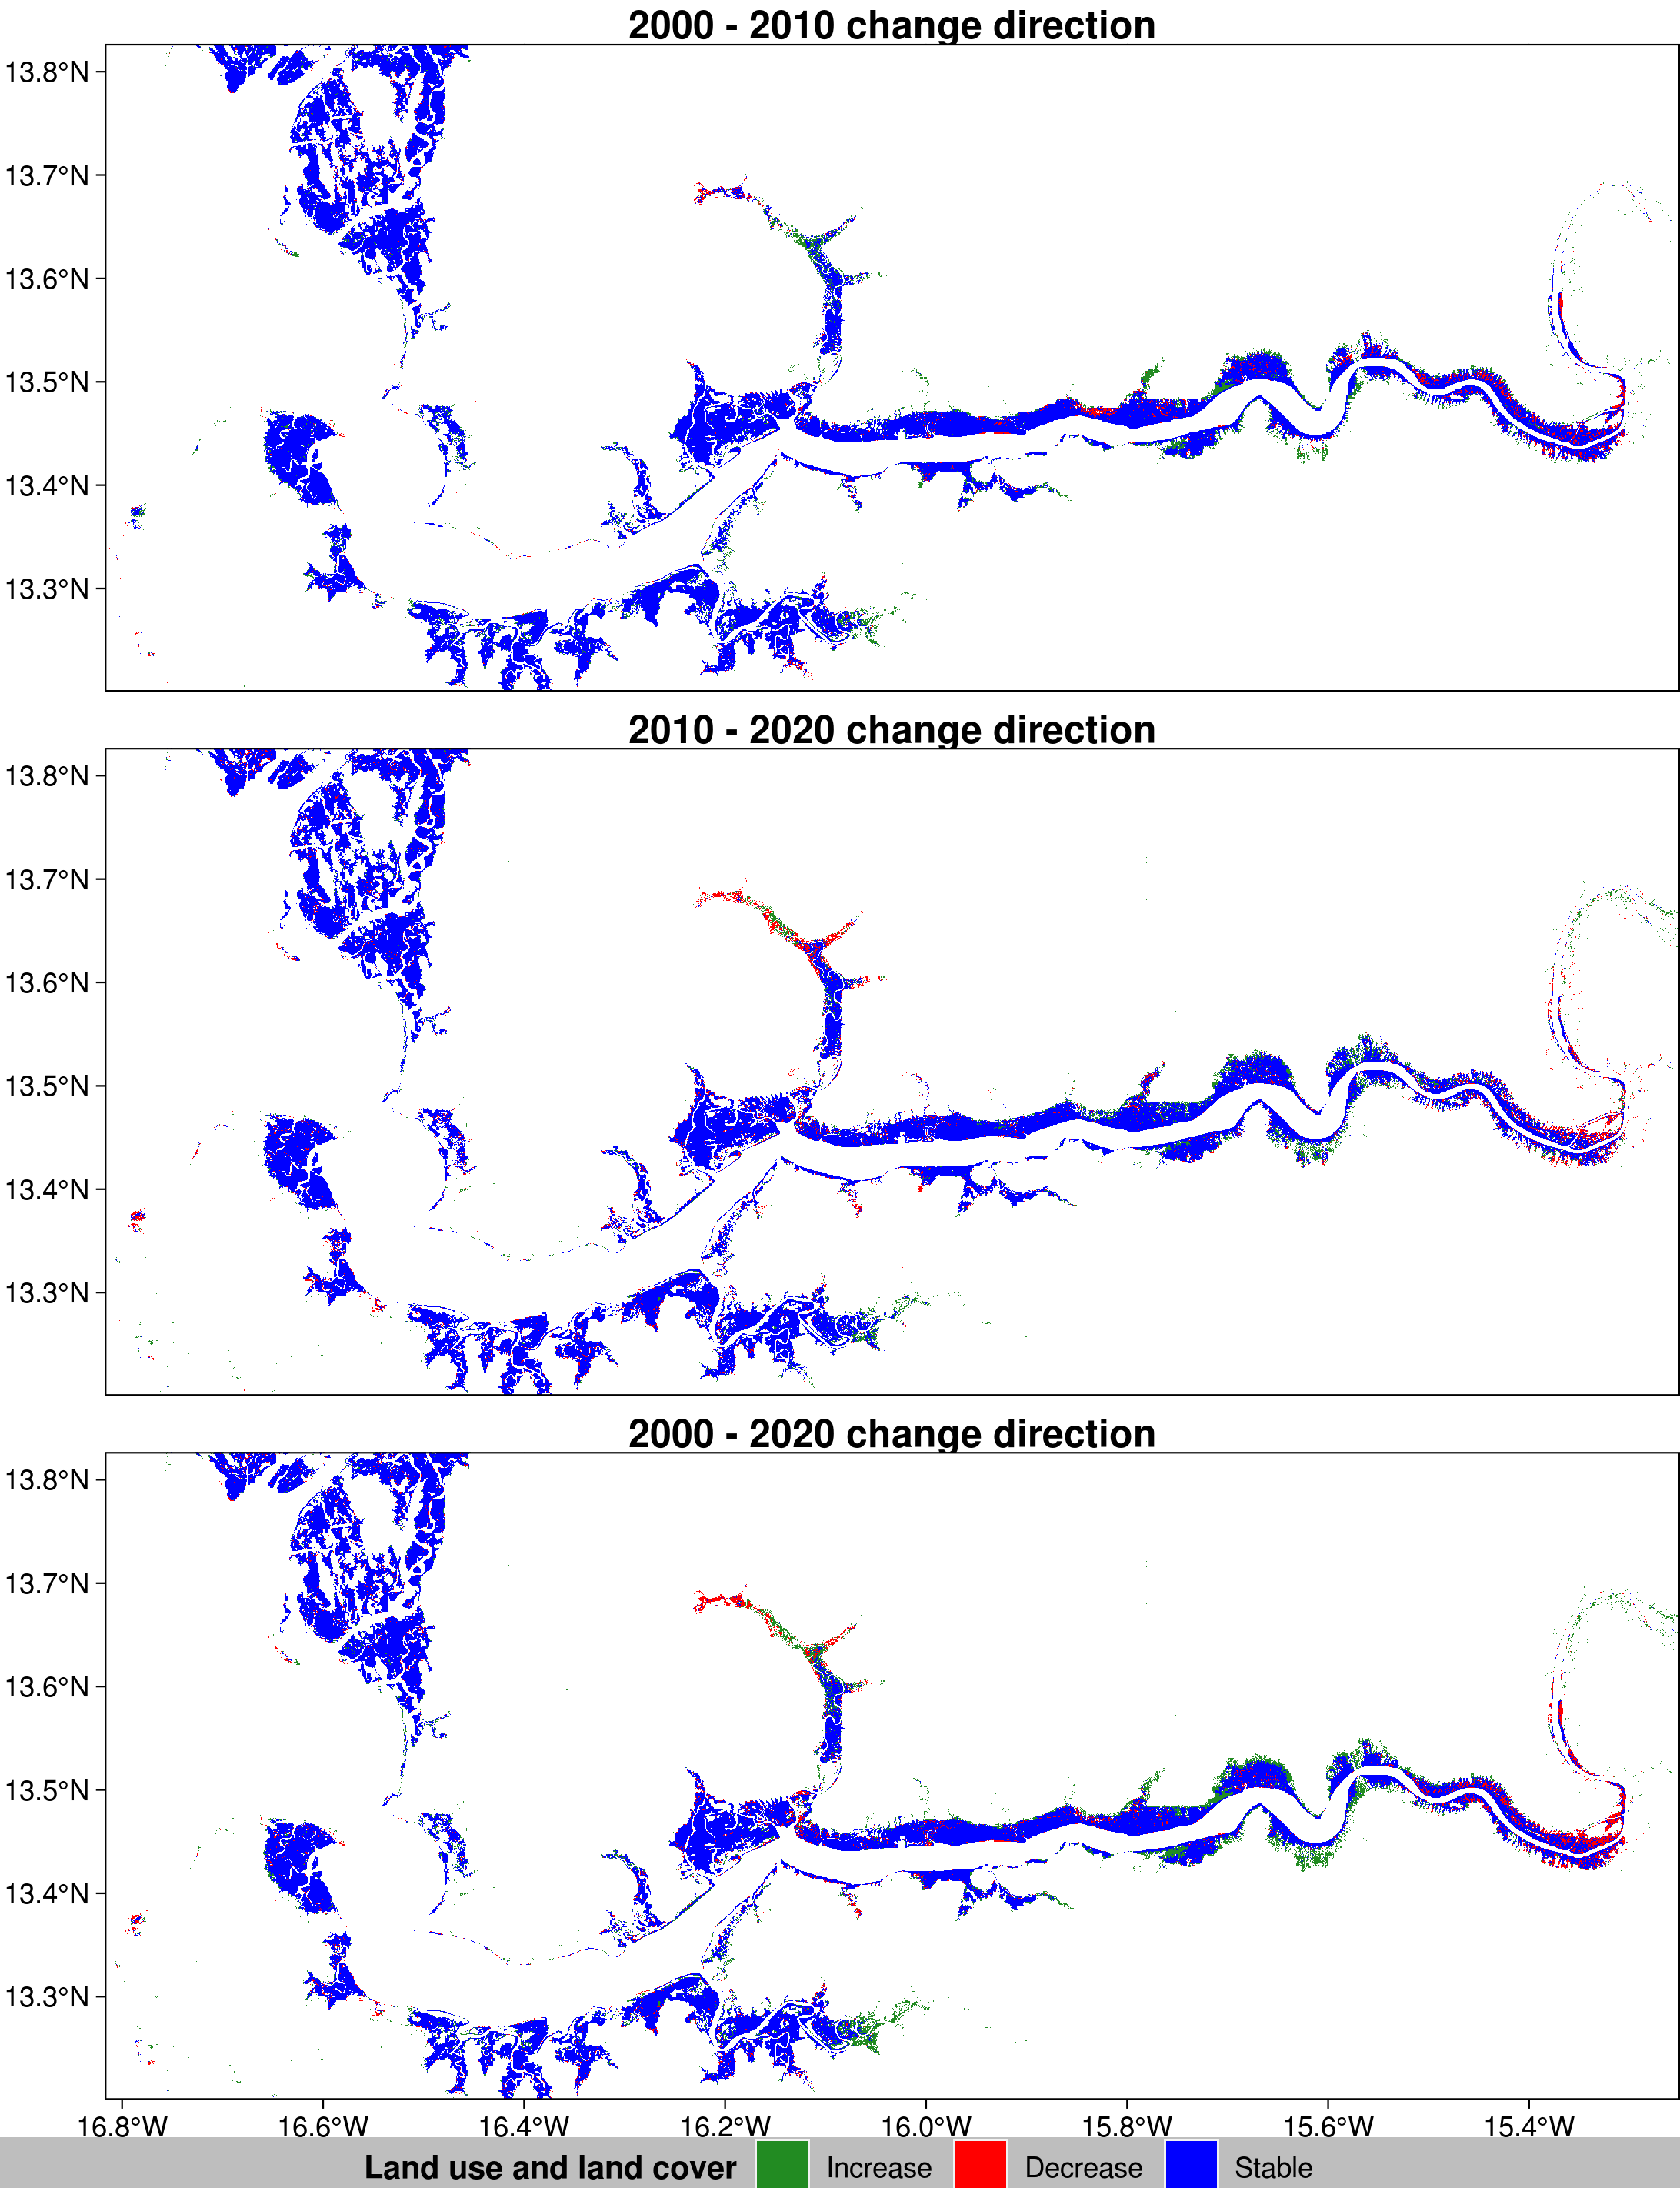 2000 - 2010 change direction
13.8°N
13.7°N
13.6°N
13.5°N
13.4°N
13.3°N
2010 - 2020 change direction
13.8°N
13.7°N
13.6°N
13.5°N
13.4°N
13.3°N
2000 - 2020 change direction
13.8°N
13.7°N
13.6°N
13.5°N
13.4°N
13.3°N
16.8°W 16.6°W 16.4°W 16.2°W 16.0°W 15.8°W 15.6°W 15.4°W
Land use and land cover Increase Decrease Stable